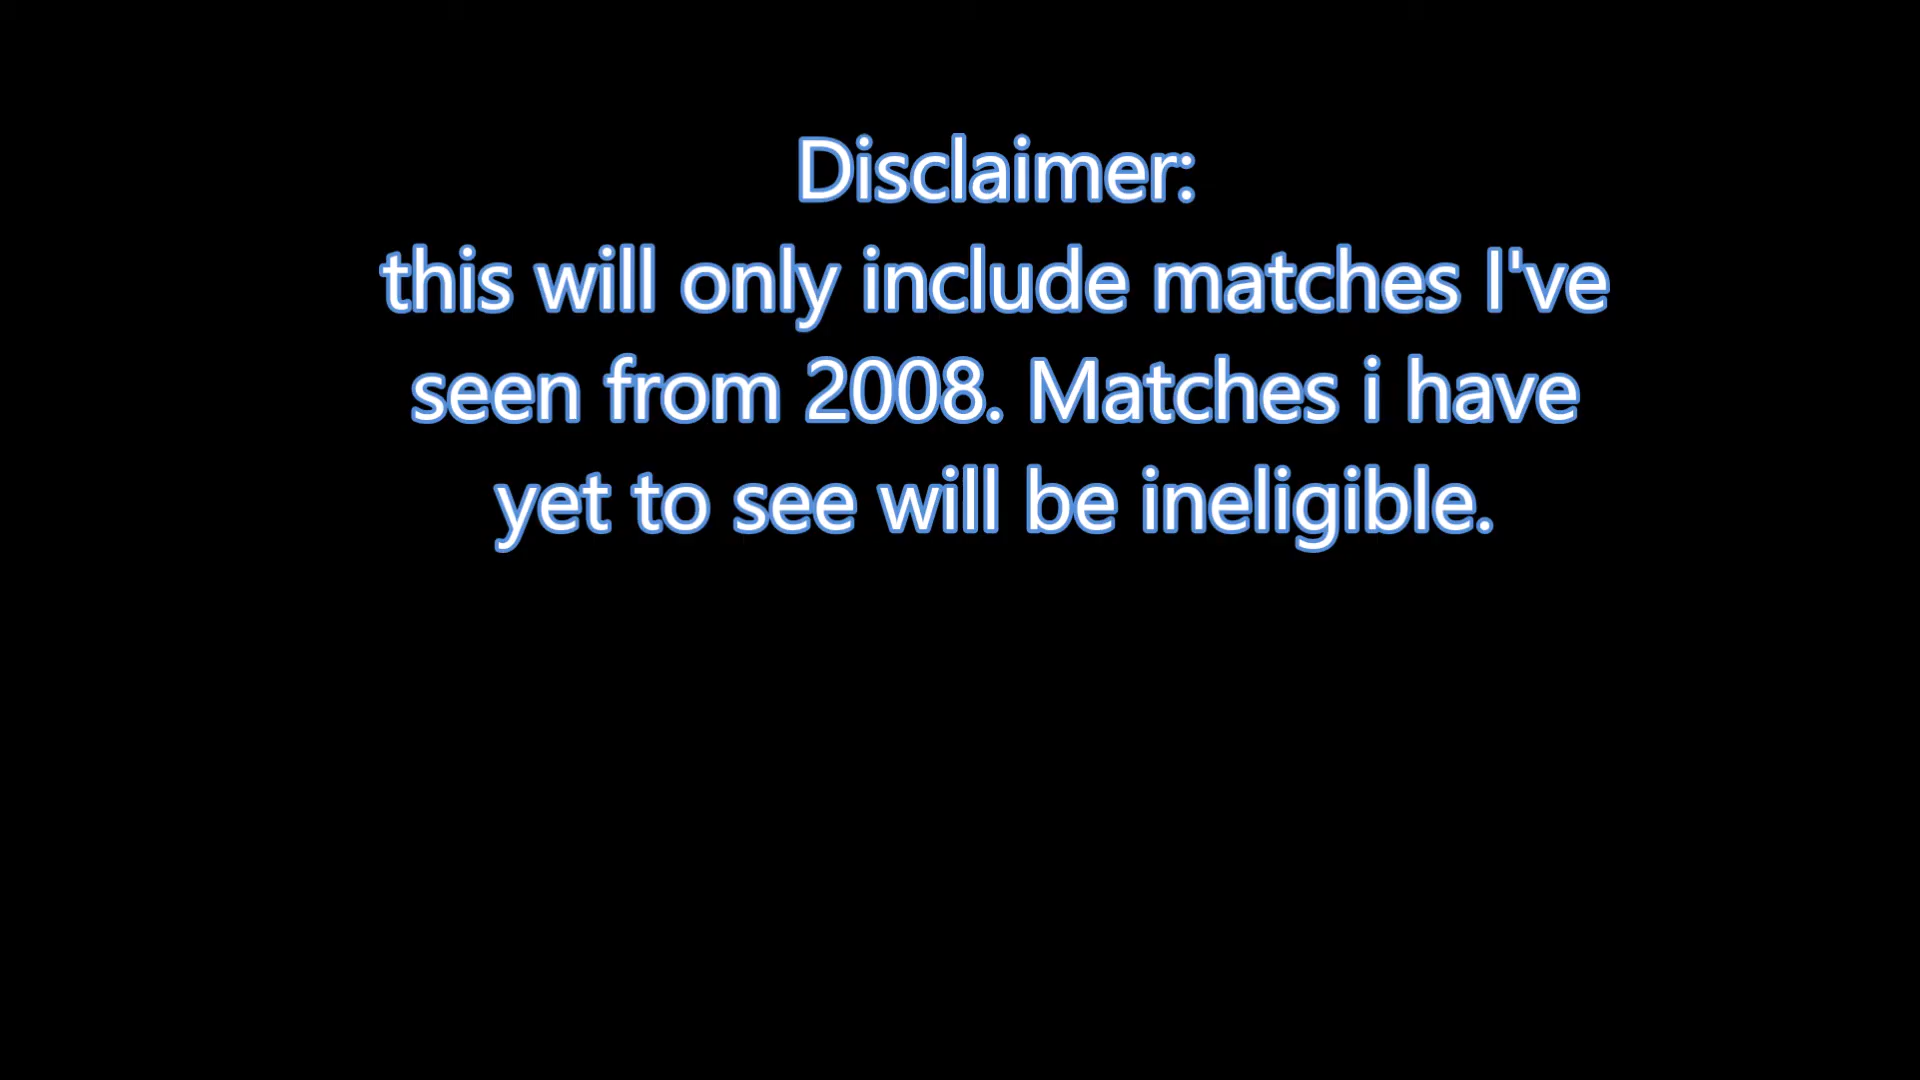 Disclaimer:
this will only include matches I've
seen from 2008. Matches i have
yet to see will be ineligible.